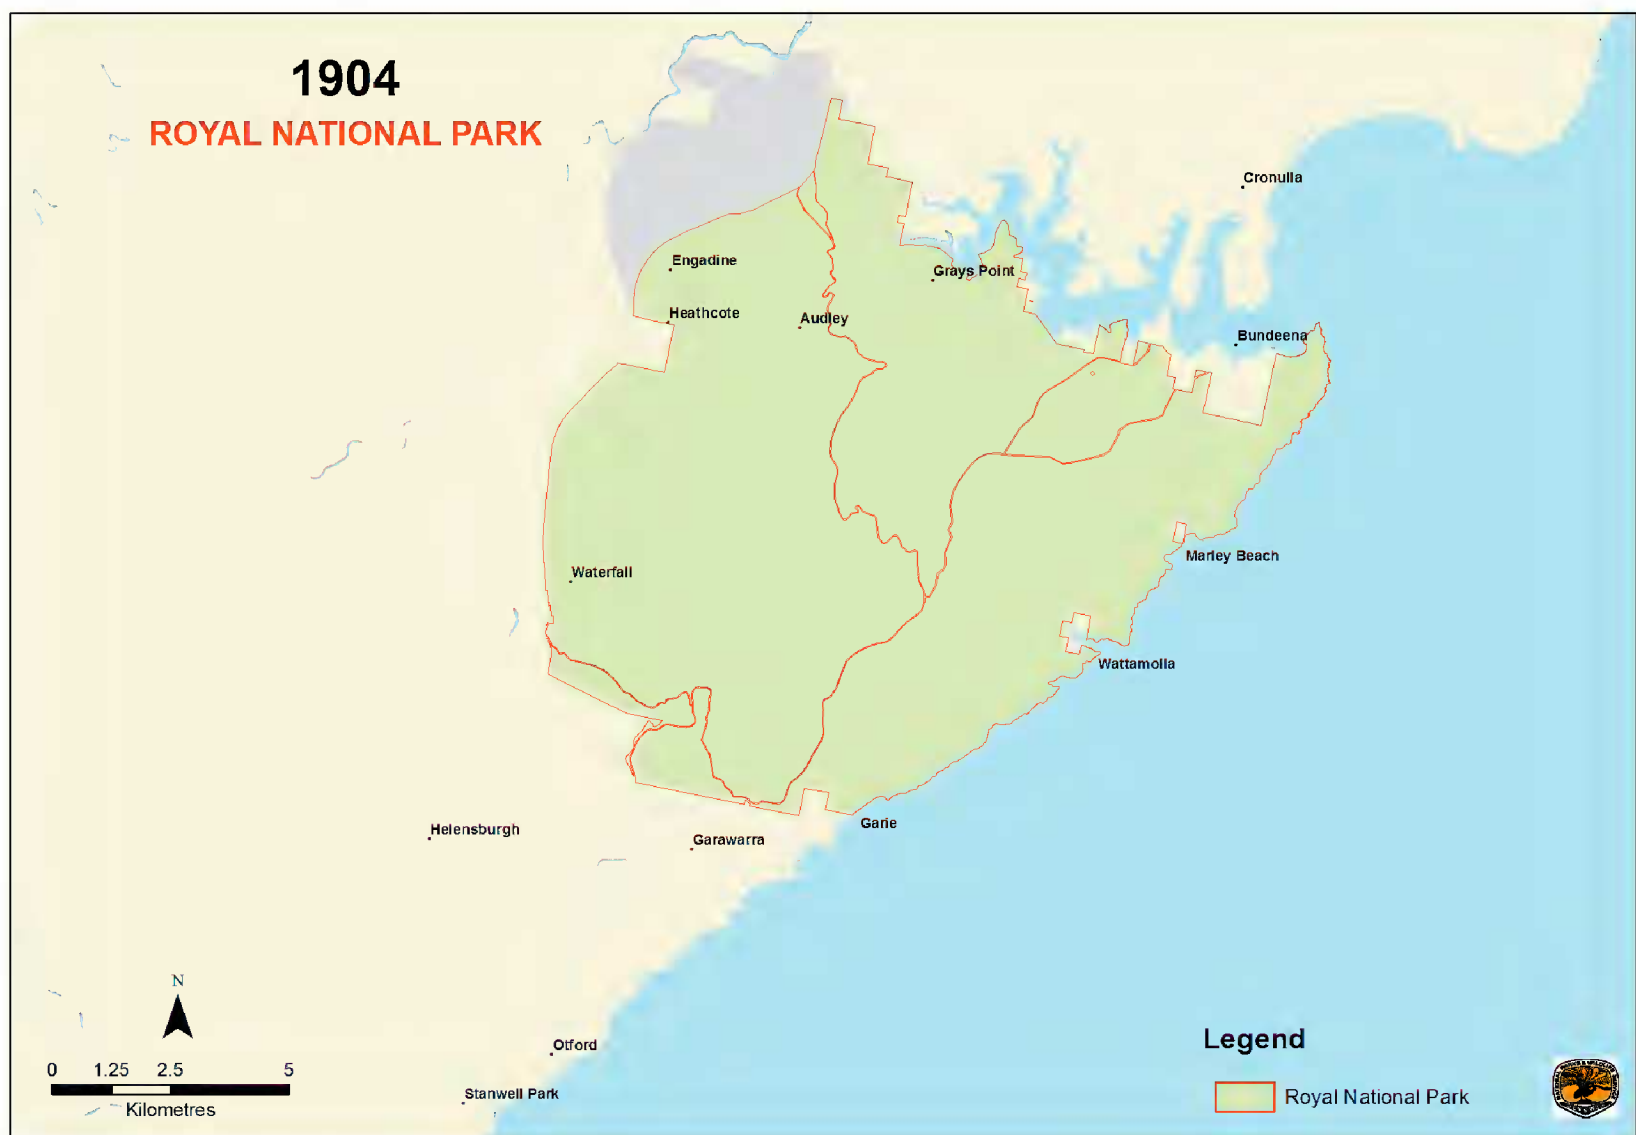 1904
ROYAL NATIONAL PARK
Cronulla
Engadine
Grays Point
Heathcote
Audley
Bundeena
Marley Beach
Waterfall
Wattamolla
Garie
Helensburgh
Garawarra
N
Otford
Stanwell Park
0 1.25 2.5 5
Kilometres
Legend
Royal National Park